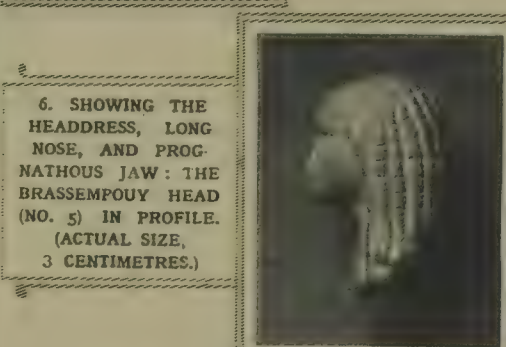 6. SHOWING THE
HEADDRESS, LONG
NOSE, AND PROG-
NATHOUS JAW: THE
BRASSEMPOUY HEAD
(NO. 5) IN PROFILE.
(ACTUAL SIZE,
3 CENTIMETRES.)